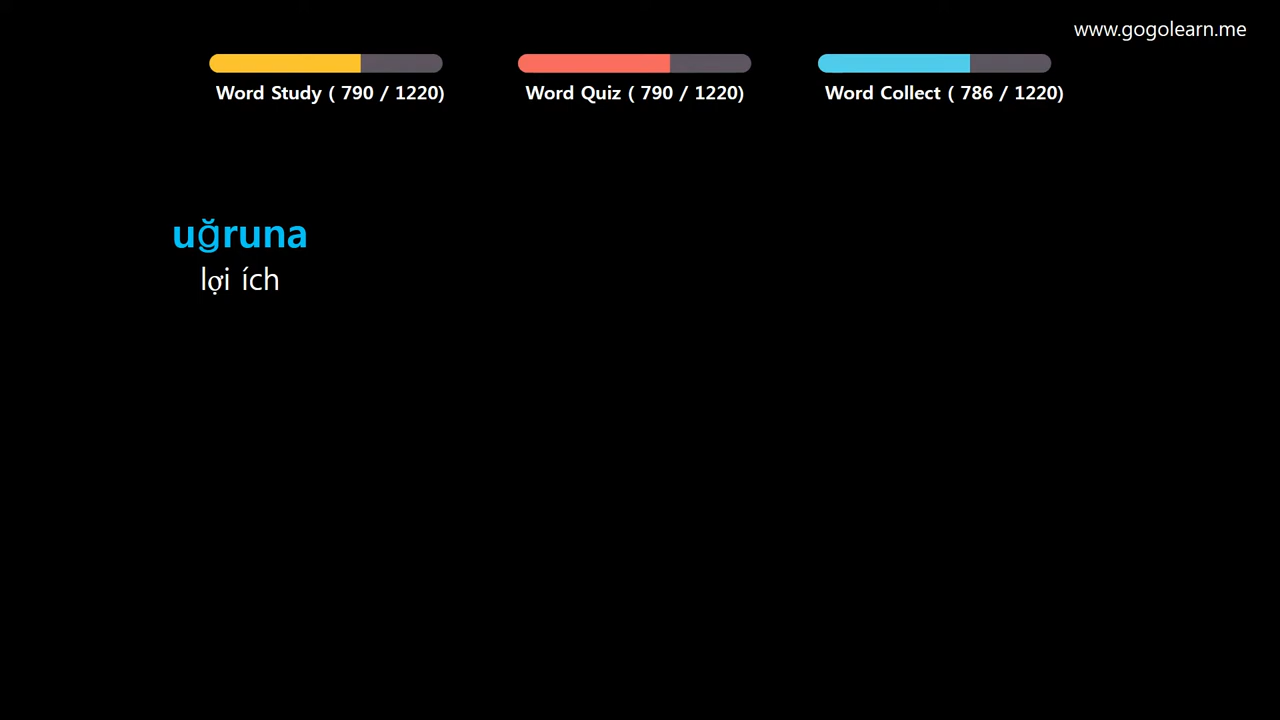 www.gogolearn.me
Word Study ( 790 / 1220)
Word Quiz ( 790 / 1220)
Word Collect ( 786 / 1220)
uğruna
lợi ích